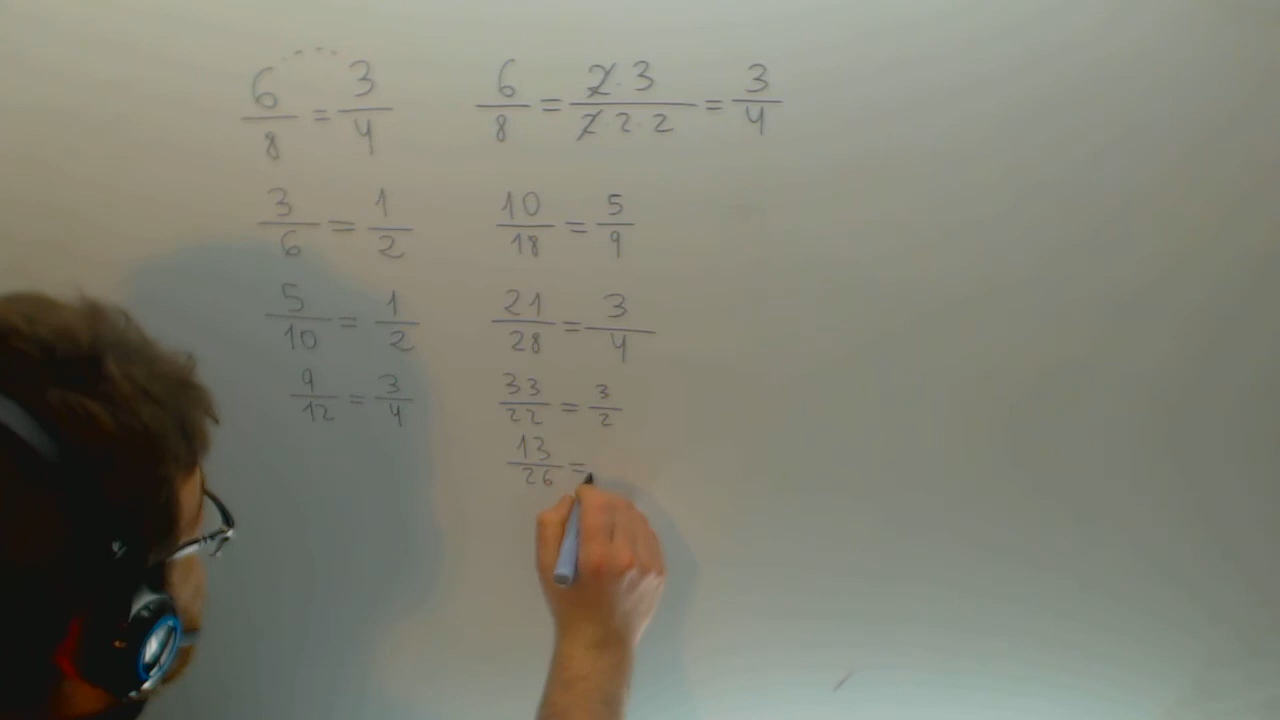 6/8 = 3/4
3/6 = 1/2
5/10 = 1/2
9/12 = 3/4
6/8 = 2·3/2·2·2 = 3/4
10/18 = 5/9
21/28 = 3/4
33/22 = 3/2
13/26 =